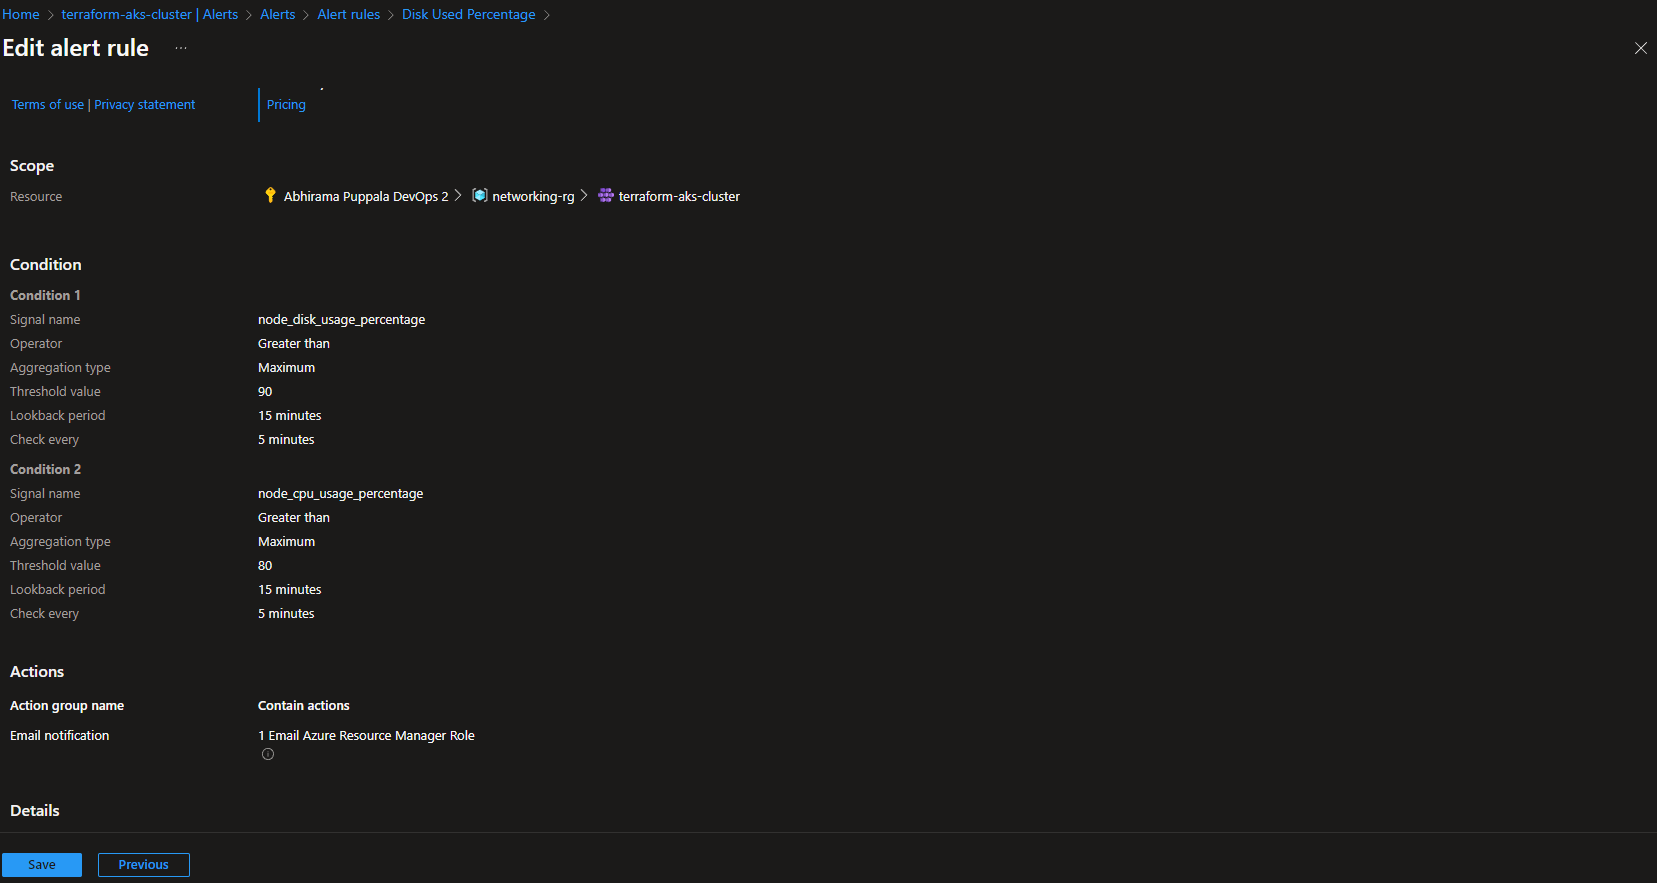 Home > terraform-aks-cluster | Alerts > Alerts > Alert rules > Disk Used Percentage >
Edit alert rule ...
Terms of use | Privacy statement
Pricing
Scope
Resource Abhirama Puppala DevOps 2 > networking-rg > terraform-aks-cluster
Condition
Condition 1
Signal name node_disk_usage_percentage
Operator Greater than
Aggregation type Maximum
Threshold value 90
Lookback period 15 minutes
Check every 5 minutes
Condition 2
Signal name node_cpu_usage_percentage
Operator Greater than
Aggregation type Maximum
Threshold value 80
Lookback period 15 minutes
Check every 5 minutes
Actions
Action group name Contain actions
Email notification 1 Email Azure Resource Manager Role
Details
Save Previous